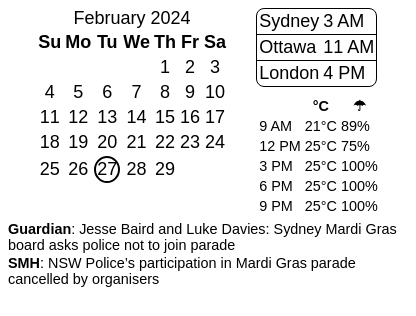 February 2024
Su Mo Tu We Th Fr Sa
1 2 3
4 5 6 7 8 9 10
11 12 13 14 15 16 17
18 19 20 21 22 23 24
25 26 27 28 29
Sydney 3 AM
Ottawa 11 AM
London 4 PM
°C ☂
9 AM 21°C 89%
12 PM 25°C 75%
3 PM 25°C 100%
6 PM 25°C 100%
9 PM 25°C 100%
Guardian: Jesse Baird and Luke Davies: Sydney Mardi Gras
board asks police not to join parade
SMH: NSW Police's participation in Mardi Gras parade
cancelled by organisers